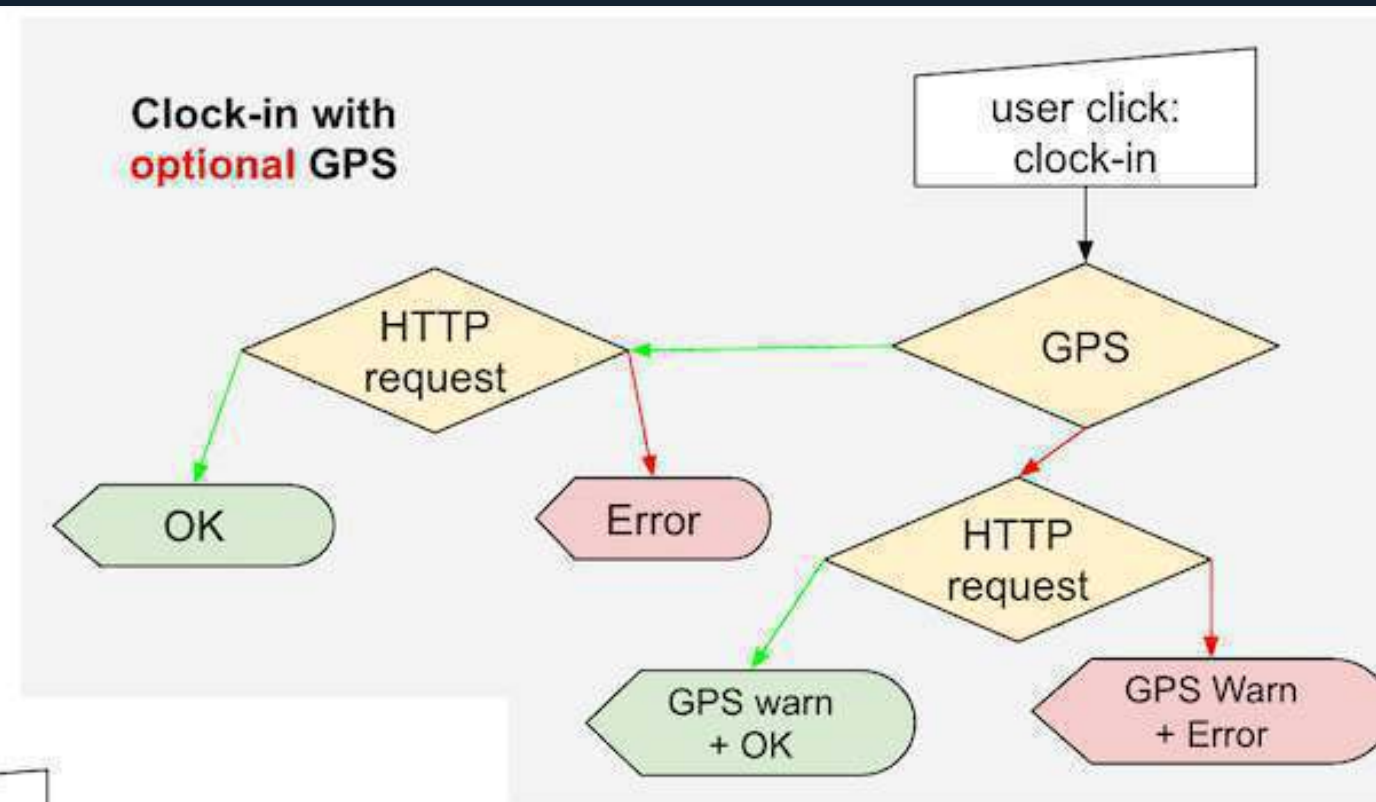 Clock-in with
optional GPS
user click:
clock-in
HTTP
request
GPS
OK
Error
HTTP
request
GPS warn
+ OK
GPS Warn
+ Error